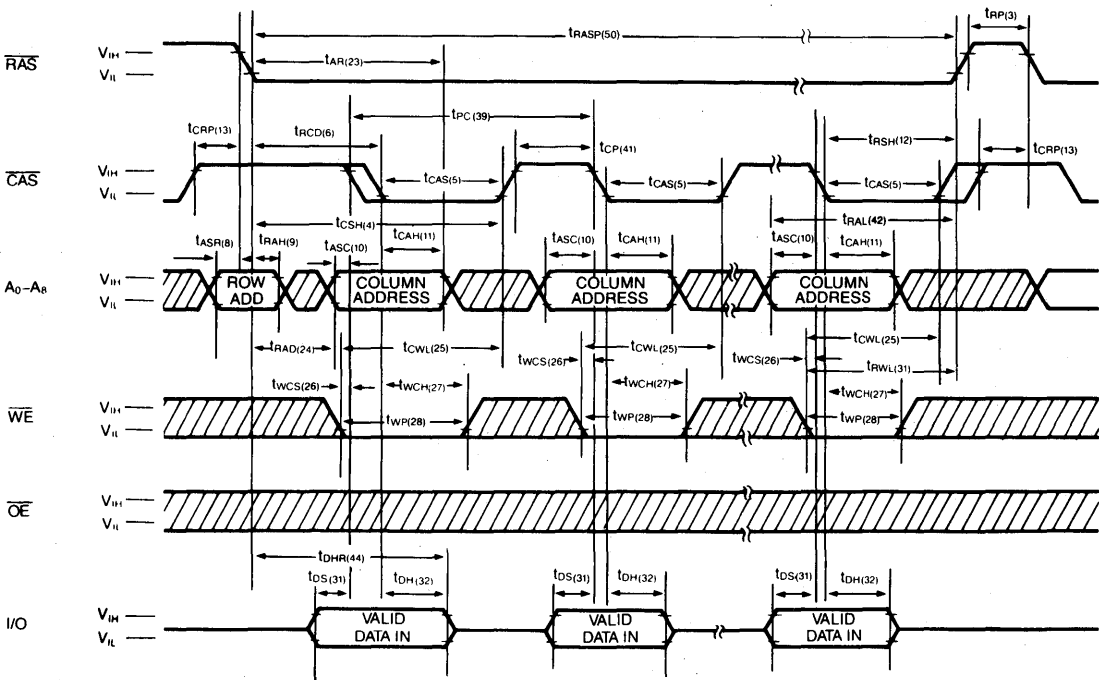 tRP(3)
tRASP(50)
RAS
VIH
VIL
tAR(23)
tPC(39)
tCRP(13)
tRCD(6)
tCP(41)
tRSH(12)
tCRP(13)
CAS
VIH
VIL
tCAS(5)
tCAS(5)
tCAS(5)
tCSH(4)
tRAL(42)
tASR(8)
tRAH(9)
tASC(10)
tCAH(11)
tASC(10)
tCAH(11)
tASC(10)
tCAH(11)
A0–A8
VIH
VIL
ROW
ADD
COLUMN
ADDRESS
COLUMN
ADDRESS
COLUMN
ADDRESS
tRAD(24)
tCWL(25)
tCWL(25)
tCWL(25)
tWCS(26)
tWCS(26)
tRWL(31)
tWCS(26)
tWCH(27)
tWCH(27)
tWCH(27)
WE
VIH
VIL
tWP(28)
tWP(28)
tWP(28)
OE
VIH
VIL
tDHR(44)
tDS(31)
tDH(32)
tDS(31)
tDH(32)
tDS(31)
tDH(32)
I/O
VIH
VIL
VALID
DATA IN
VALID
DATA IN
VALID
DATA IN